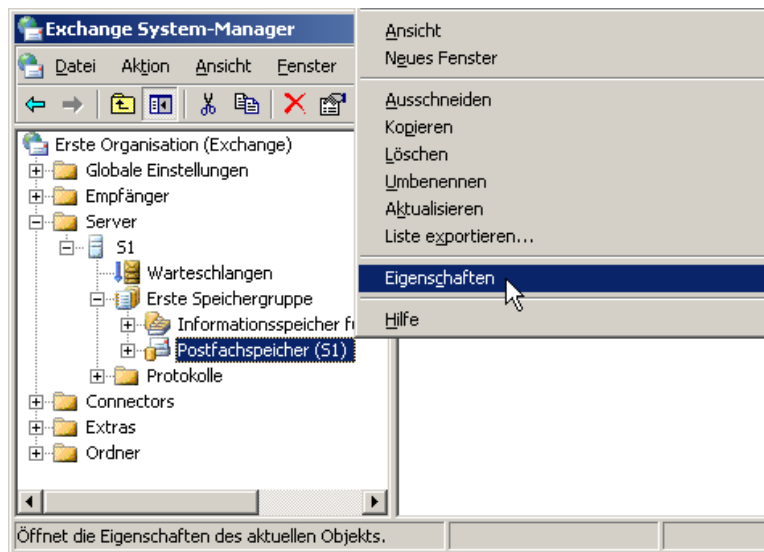 Exchange System-Manager
Datei Aktion Ansicht Fenster
Erste Organisation (Exchange)
Globale Einstellungen
Empfänger
Server
S1
Warteschlangen
Erste Speichergruppe
Informationsspeicher
Postfachspeicher (S1)
Protokolle
Connectors
Extras
Ordner
Ansicht
Neues Fenster
Ausschneiden
Kopieren
Löschen
Umbenennen
Aktualisieren
Liste exportieren...
Eigenschaften
Hilfe
Öffnet die Eigenschaften des aktuellen Objekts.